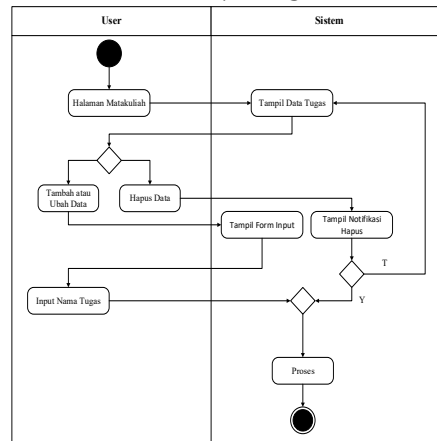 User
Sistem
Halaman Matakuliah
Tampil Data Tugas
Tambah atau
Ubah Data
Hapus Data
Tampil Form Input
Tampil Notifikasi
Hapus
T
Input Nama Tugas
Y
Proses